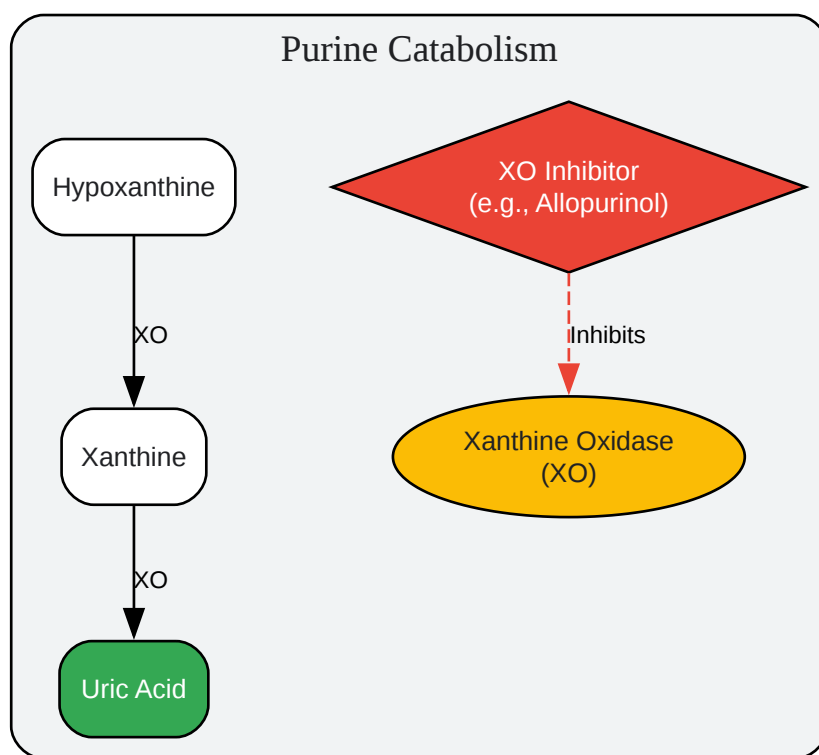 Purine Catabolism
Hypoxanthine
XO
Xanthine
XO
Uric Acid
XO Inhibitor
(e.g., Allopurinol)
Inhibits
Xanthine Oxidase
(XO)